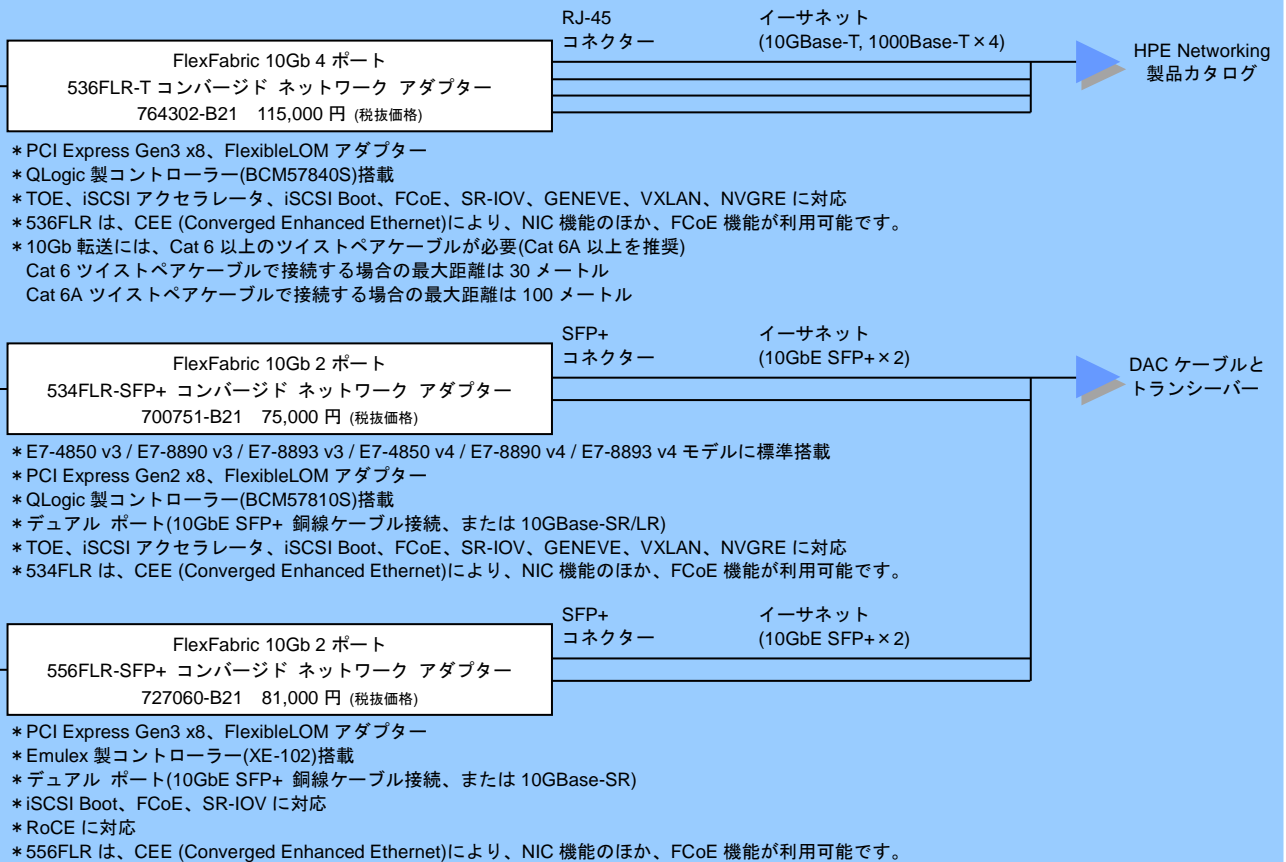 RJ-45
コネクター
イーサネット
(10GBase-T, 1000Base-T×4)
HPE Networking
製品カタログ
FlexFabric 10Gb 4 ポート
536FLR-T コンバージド ネットワーク アダプター
764302-B21 115,000 円 (税抜価格)
*PCI Express Gen3 x8、FlexibleLOM アダプター
*QLogic 製コントローラー(BCM57840S)搭載
*TOE、iSCSI アクセラレータ、iSCSI Boot、FCoE、SR-IOV、GENEVE、VXLAN、NVGRE に対応
*536FLR は、CEE (Converged Enhanced Ethernet)により、NIC 機能のほか、FCoE 機能が利用可能です。
*10Gb 転送には、Cat 6 以上のツイストペアケーブルが必要(Cat 6A 以上を推奨)
Cat 6 ツイストペアケーブルで接続する場合の最大距離は 30 メートル
Cat 6A ツイストペアケーブルで接続する場合の最大距離は 100 メートル
SFP+
コネクター
イーサネット
(10GbE SFP+×2)
DAC ケーブルと
トランシーバー
FlexFabric 10Gb 2 ポート
534FLR-SFP+ コンバージド ネットワーク アダプター
700751-B21 75,000 円 (税抜価格)
*E7-4850 v3 / E7-8890 v3 / E7-8893 v3 / E7-4850 v4 / E7-8890 v4 / E7-8893 v4 モデルに標準搭載
*PCI Express Gen2 x8、FlexibleLOM アダプター
*QLogic 製コントローラー(BCM57810S)搭載
*デュアル ポート(10GbE SFP+ 銅線ケーブル接続、または 10GBase-SR/LR)
*TOE、iSCSI アクセラレータ、iSCSI Boot、FCoE、SR-IOV、GENEVE、VXLAN、NVGRE に対応
*534FLR は、CEE (Converged Enhanced Ethernet)により、NIC 機能のほか、FCoE 機能が利用可能です。
SFP+
コネクター
イーサネット
(10GbE SFP+×2)
FlexFabric 10Gb 2 ポート
556FLR-SFP+ コンバージド ネットワーク アダプター
727060-B21 81,000 円 (税抜価格)
*PCI Express Gen3 x8、FlexibleLOM アダプター
*Emulex 製コントローラー(XE-102)搭載
*デュアル ポート(10GbE SFP+ 銅線ケーブル接続、または 10GBase-SR)
*iSCSI Boot、FCoE、SR-IOV に対応
*RoCE に対応
*556FLR は、CEE (Converged Enhanced Ethernet)により、NIC 機能のほか、FCoE 機能が利用可能です。